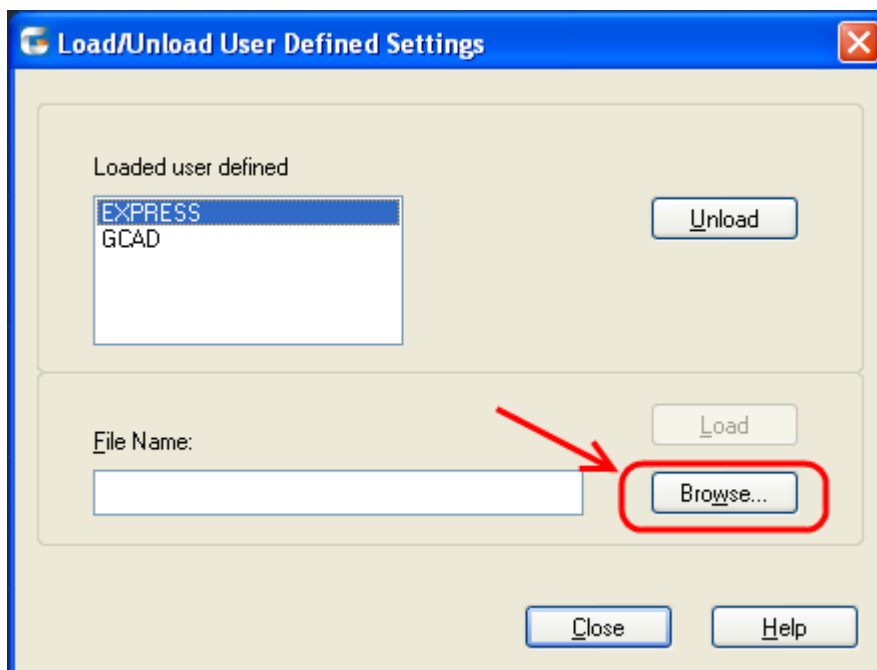 Load/Unload User Defined Settings
Loaded user defined
EXPRESS
GCAD
Unload
Load
File Name:
Browse...
Close
Help